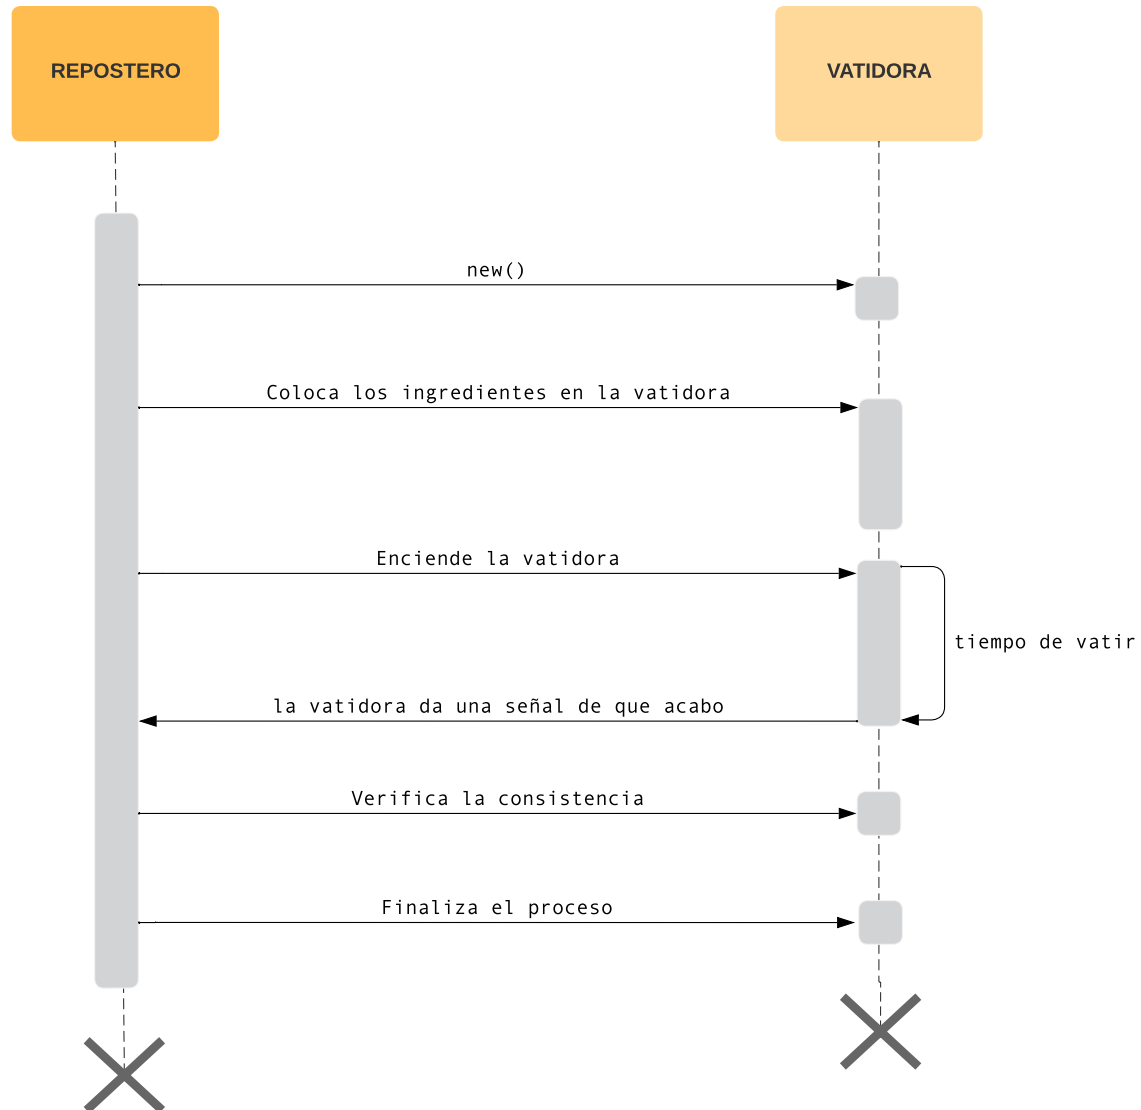 REPOSTERO
VATIDORA
new()
Coloca los ingredientes en la vatidora
Enciende la vatidora
tiempo de vatir
la vatidora da una señal de que acabo
Verifica la consistencia
Finaliza el proceso